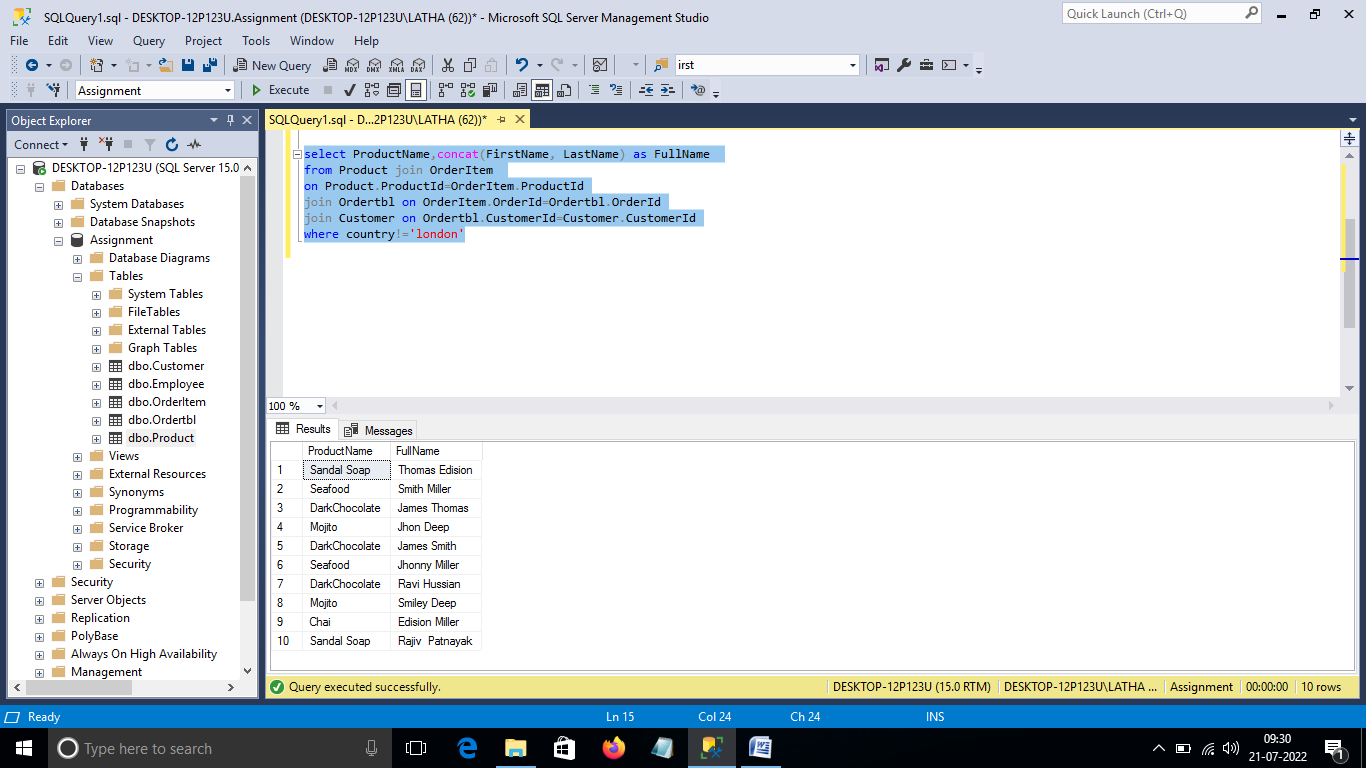 SQLQuery1.sql - DESKTOP-12P123U.Assignment (DESKTOP-12P123U\LATHA (62))* - Microsoft SQL Server Management Studio
Quick Launch (Ctrl+Q)
File Edit View Query Project Tools Window Help
New Query MDX DMX XMLA DAX irst
Assignment Execute
Object Explorer
SQLQuery1.sql - D...2P123U\LATHA (62))*
Connect
DESKTOP-12P123U (SQL Server 15.0
Databases
System Databases
Database Snapshots
Assignment
Database Diagrams
Tables
System Tables
FileTables
External Tables
Graph Tables
dbo.Customer
dbo.Employee
dbo.OrderItem
dbo.Ordertbl
dbo.Product
Views
External Resources
Synonyms
Programmability
Service Broker
Storage
Security
Security
Server Objects
Replication
PolyBase
Always On High Availability
Management
select ProductName,concat(FirstName, LastName) as FullName
from Product join OrderItem
on Product.ProductId=OrderItem.ProductId
join Ordertbl on OrderItem.OrderId=Ordertbl.OrderId
join Customer on Ordertbl.CustomerId=Customer.CustomerId
where country!='london'
100 %
Results Messages
ProductName FullName
1 Sandal Soap Thomas Edision
2 Seafood Smith Miller
3 DarkChocolate James Thomas
4 Mojito Jhon Deep
5 DarkChocolate James Smith
6 Seafood Jhonny Miller
7 DarkChocolate Ravi Hussian
8 Mojito Smiley Deep
9 Chai Edision Miller
10 Sandal Soap Rajiv Patnayak
Query executed successfully. DESKTOP-12P123U (15.0 RTM) DESKTOP-12P123U\LATHA ... Assignment 00:00:00 10 rows
Ready Ln 15 Col 24 Ch 24 INS
Type here to search
09:30
21-07-2022
1